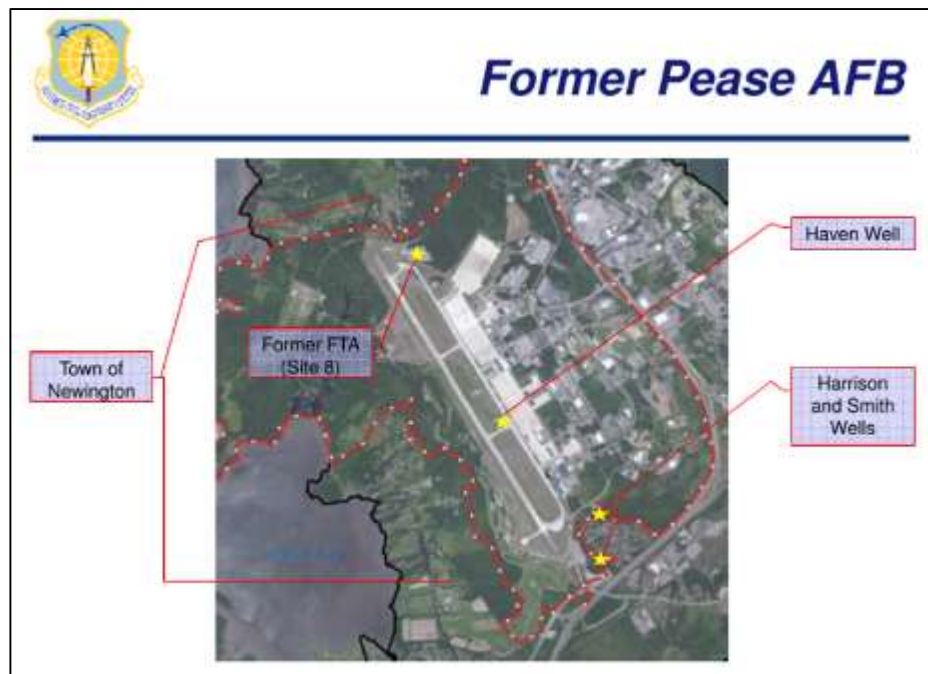 Former Pease AFB
Haven Well
Former FTA
(Site 8)
Town of
Newington
Harrison
and Smith
Wells